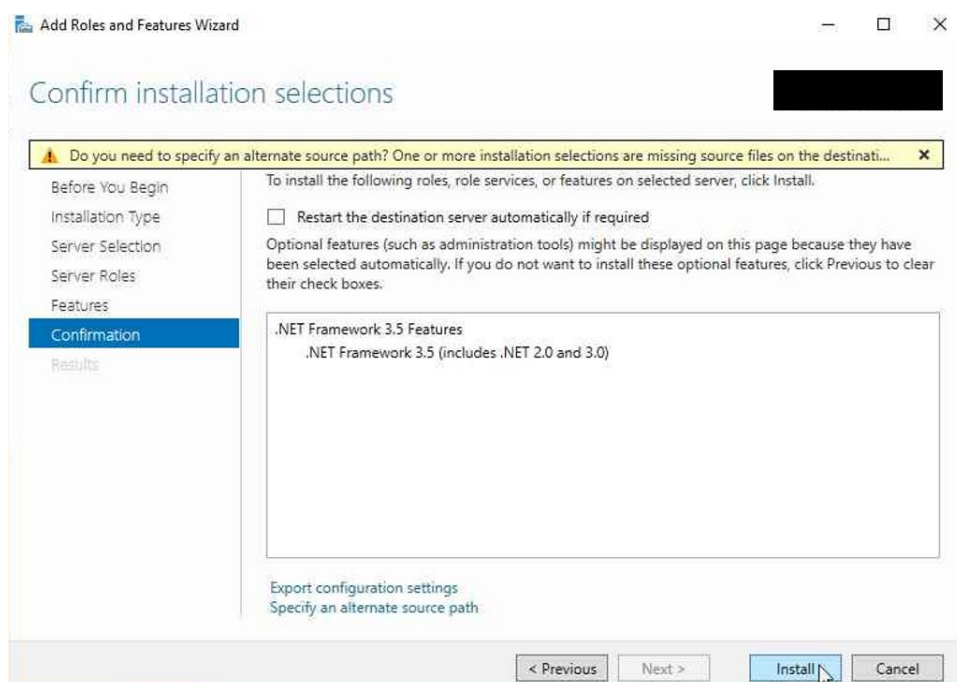 Add Roles and Features Wizard
Confirm installation selections
Do you need to specify an alternate source path? One or more installation selections are missing source files on the destinati...
Before You Begin
Installation Type
Server Selection
Server Roles
Features
Confirmation
Results
To install the following roles, role services, or features on selected server, click Install.
Restart the destination server automatically if required
Optional features (such as administration tools) might be displayed on this page because they have
been selected automatically. If you do not want to install these optional features, click Previous to clear
their check boxes.
.NET Framework 3.5 Features
.NET Framework 3.5 (includes .NET 2.0 and 3.0)
Export configuration settings
Specify an alternate source path
< Previous
Next >
Install
Cancel